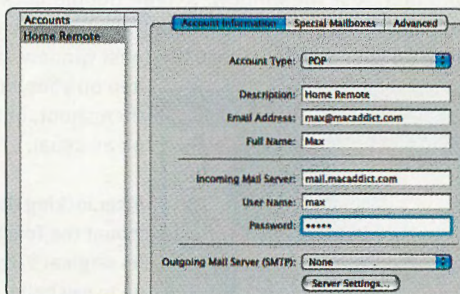 Accounts
Home Remote
Account Information Special Mailboxes Advanced
Account Type: POP
Description: Home Remote
Email Address: max@macaddict.com
Full Name: Max
Incoming Mail Server: mail.macaddict.com
User Name: max
Password: •••••
Outgoing Mail Server (SMTP): None
Server Settings...